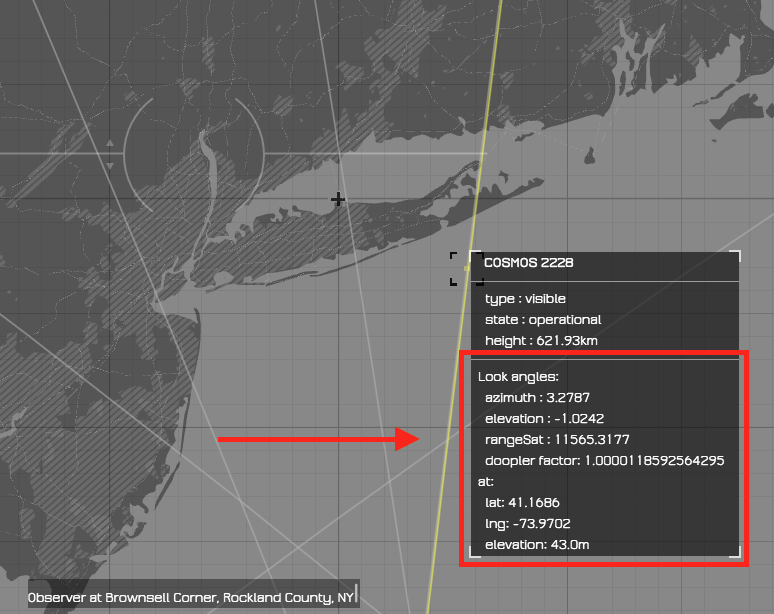 COSMOS 2228
type : visible
state : operational
height : 621.93km
Look angles:
azimuth : 3.2787
elevation : -1.0242
rangeSat : 11565.3177
doopler factor: 1.0000118592564295
at:
lat: 41.1686
lng: -73.9702
elevation: 43.0m
Observer at Brownsell Corner, Rockland County, NY